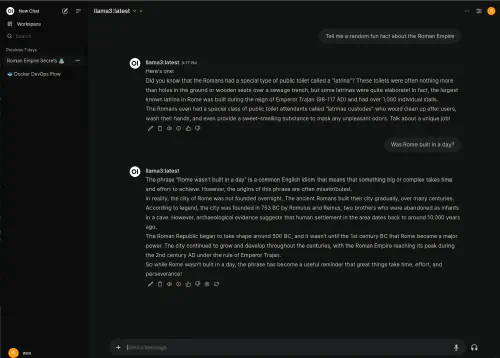 OI New Chat
Workspace
Search
Previous 7 days
Roman Empire Secrets
Docker DevOps Flow
llama3:latest
Tell me a random fun fact about the Roman Empire
OI llama3:latest
Here's one:
Did you know that the Romans had a special type of public toilet called a "latrina"? These toilets were often nothing more
than holes in the ground or wooden seats over a sewage trench, but some latrinas were quite elaborate! In fact, the largest
known latrina in Rome was built during the reign of Emperor Trajan (98-117 AD) and had over 1,000 individual stalls.
The Romans even had a special class of public toilet attendants called "latrinae custodes" who would clean up after users,
wash their hands, and even provide a sweet-smelling substance to mask any unpleasant odors. Talk about a unique job!
Was Rome built in a day?
OI llama3:latest
The phrase "Rome wasn't built in a day" is a common English idiom that means that something big or complex takes time
and effort to achieve. However, the origins of this phrase are often misattributed.
In reality, the city of Rome was not founded overnight. The ancient Romans built their city gradually, over many centuries.
According to legend, the city was founded in 753 BC by Romulus and Remus, two brothers who were abandoned as infants
in a cave. However, archaeological evidence suggests that human settlement in the area dates back to around 10,000 years
ago.
The Roman Republic began to take shape around 500 BC, and it wasn't until the 1st century BC that Rome became a major
power. The city continued to grow and develop throughout the centuries, with the Roman Empire reaching its peak during
the 2nd century AD under the rule of Emperor Trajan.
So while Rome wasn't built in a day, the phrase has become a useful reminder that great things take time, effort, and
perseverance!
Send a Message
wes